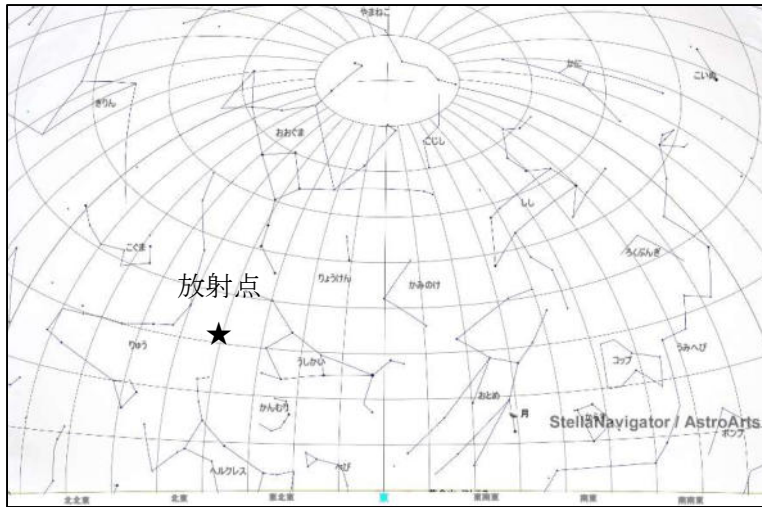 やまねこ
かに
こいぬ
きりん
おおぐま
こじし
しし
こぐま
ろくぶんぎ
りょうけん
かみのけ
放射点
★
りゅう
うしかい
コップ
うみへび
おとめ
かんむり
月
からす
StellaNavigator / AstroArts
ポンプ
ヘルクレス
へび
北北東
北東
東北東
東
東南東
南東
南南東